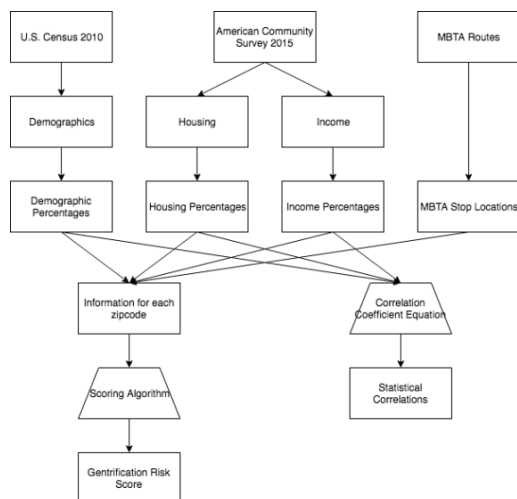 U.S. Census 2010
American Community
Survey 2015
MBTA Routes
Demographics
Housing
Income
Demographic
Percentages
Housing Percentages
Income Percentages
MBTA Stop Locations
Information for each
zipcode
Correlation
Coefficient Equation
Scoring Algorithm
Statistical
Correlations
Gentrification Risk
Score